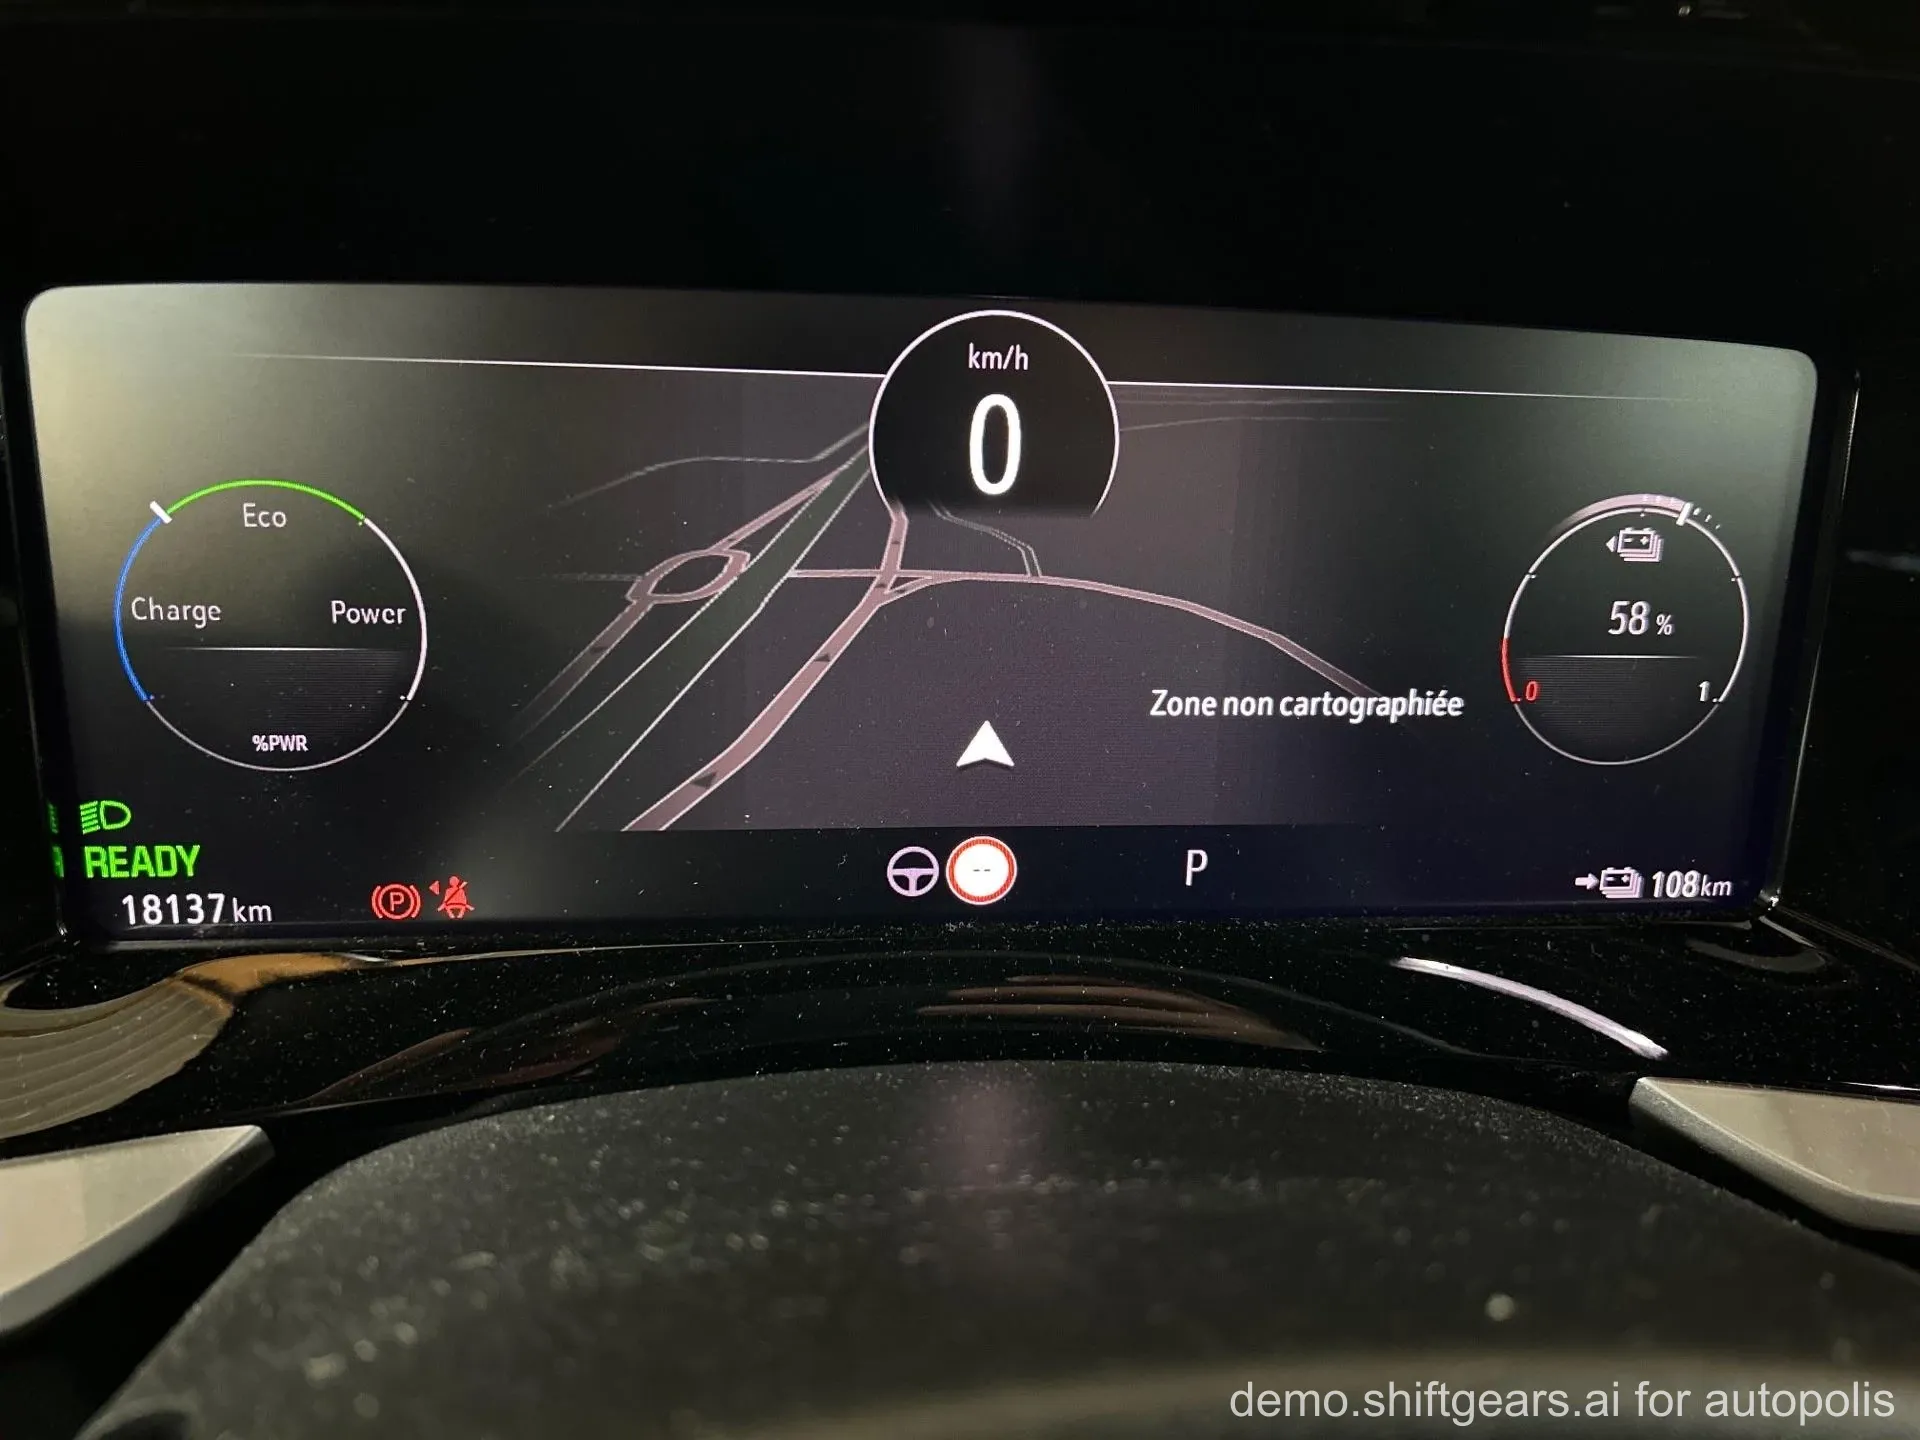 km/h
0
Eco
Charge
Power
%PWR
58 %
0
1
Zone non cartographiée
READY
18137 km
P
--
P
108 km
demo.shiftgears.ai for autopolis